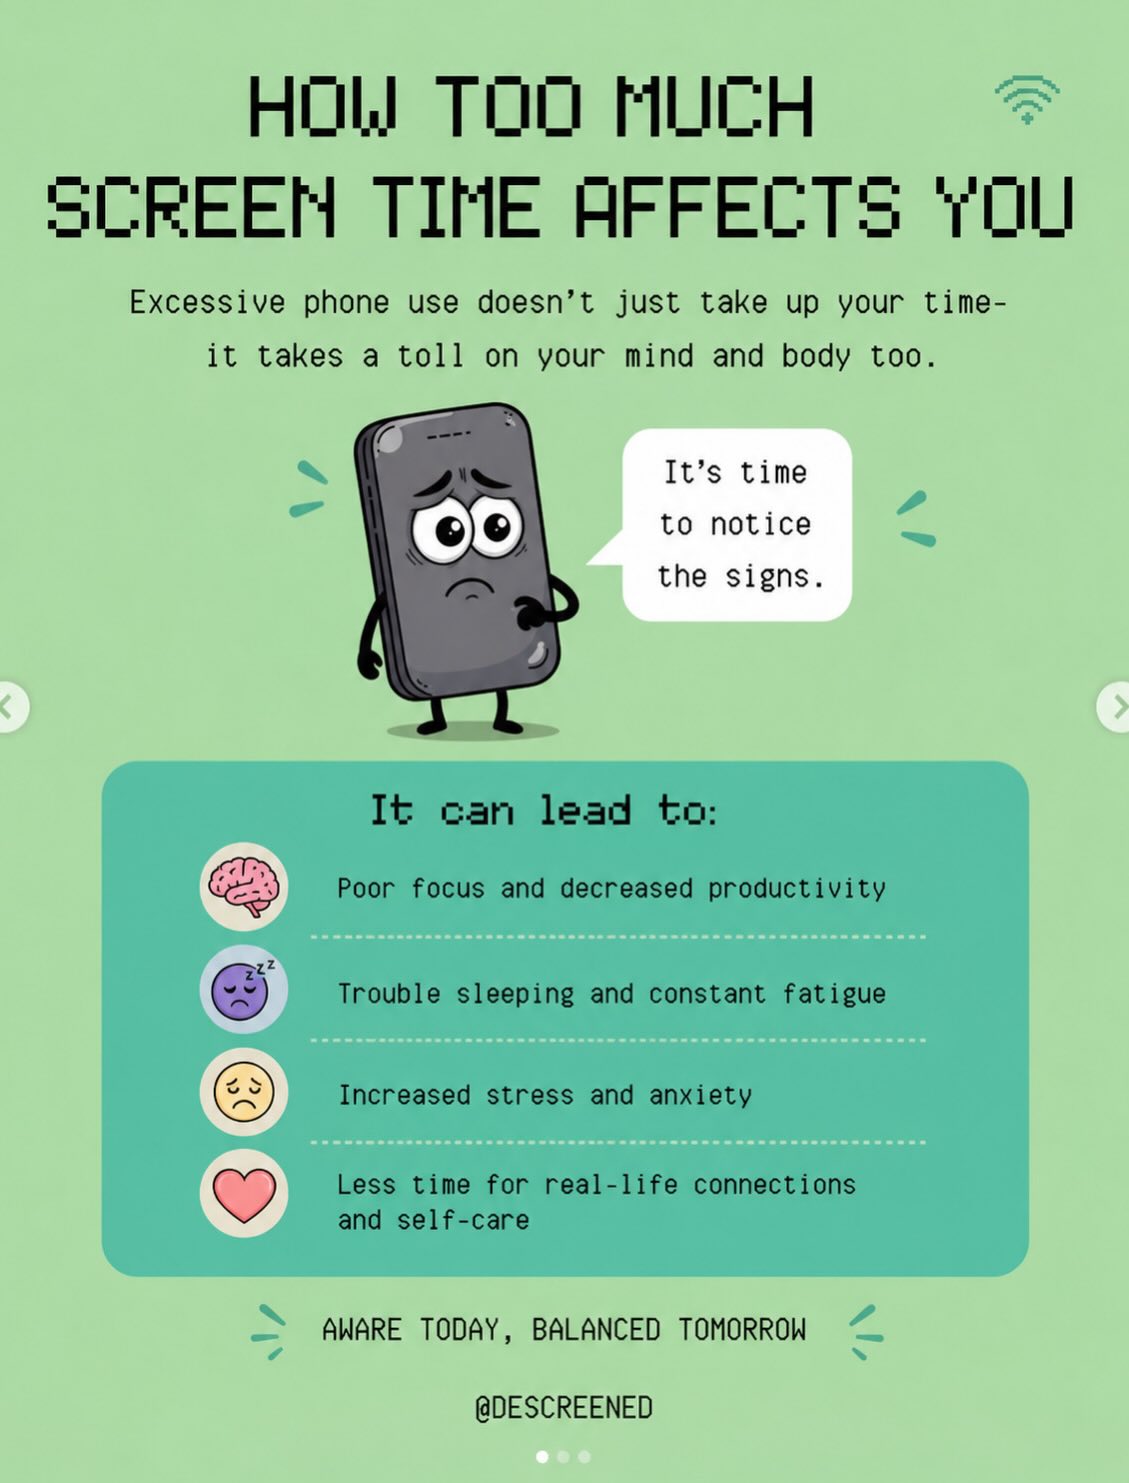 HOW TOO MUCH
SCREEN TIME AFFECTS YOU
Excessive phone use doesn’t just take up your time-
it takes a toll on your mind and body too.
It’s time
to notice
the signs.
It can lead to:
Poor focus and decreased productivity
zzz
Trouble sleeping and constant fatigue
Increased stress and anxiety
Less time for real-life connections
and self-care
AWARE TODAY, BALANCED TOMORROW
@DESCREENED